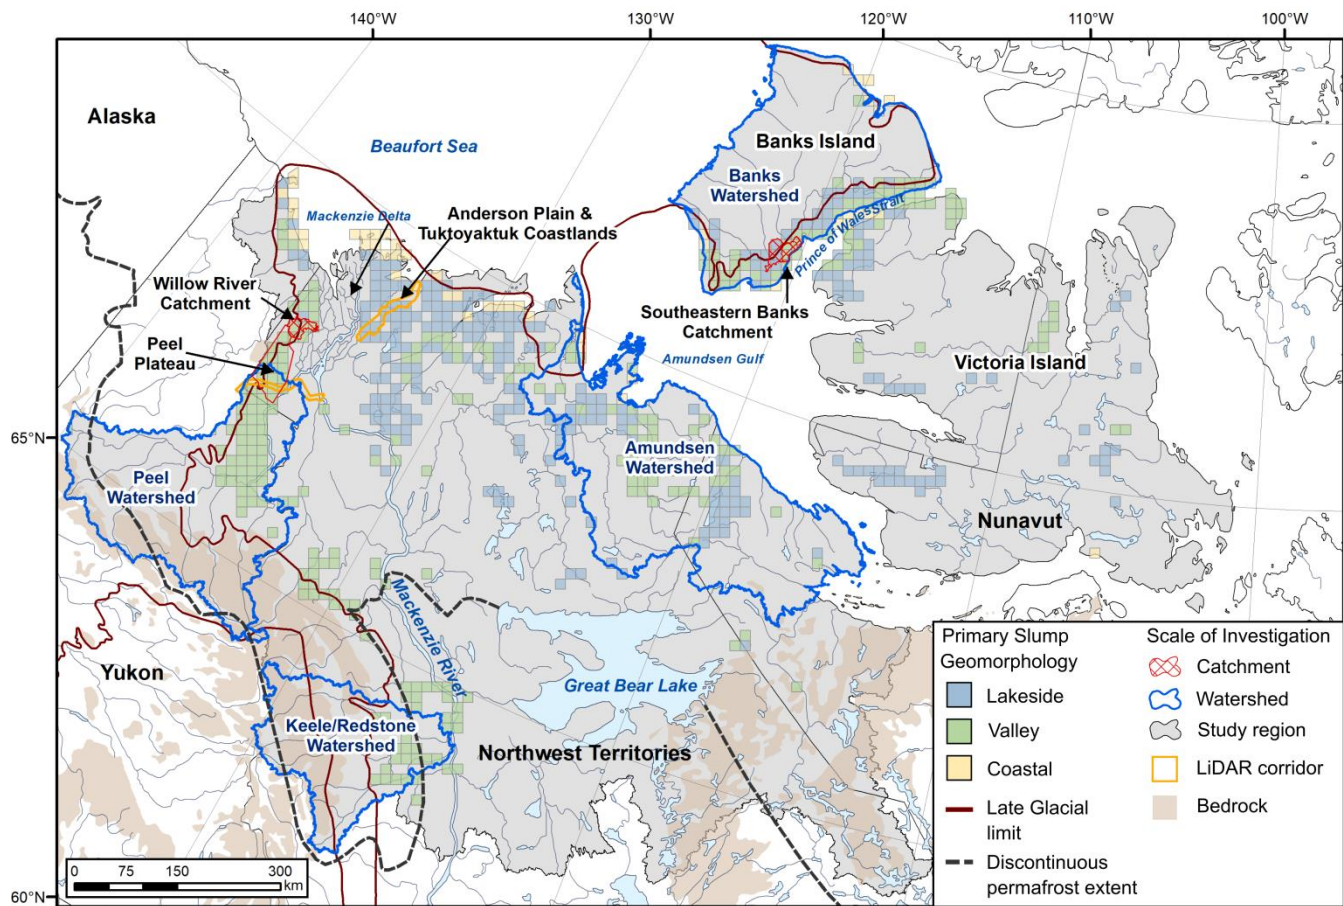 140°W
130°W
120°W
110°W
100°W
Alaska
Beaufort Sea
Banks Island
Banks
Watershed
Mackenzie Delta
Anderson Plain &
Tuktoyaktuk Coastlands
Prince of Wales Strait
Willow River
Catchment
Southeastern Banks
Catchment
Peel
Plateau
Amundsen Gulf
Victoria Island
65°N
Amundsen
Watershed
Peel
Watershed
Nunavut
Mackenzie River
Yukon
Great Bear Lake
Keele/Redstone
Watershed
Northwest Territories
Primary Slump
Geomorphology
Lakeside
Valley
Coastal
Late Glacial
limit
Discontinuous
permafrost extent
Scale of Investigation
Catchment
Watershed
Study region
LiDAR corridor
Bedrock
0 75 150 300
km
60°N